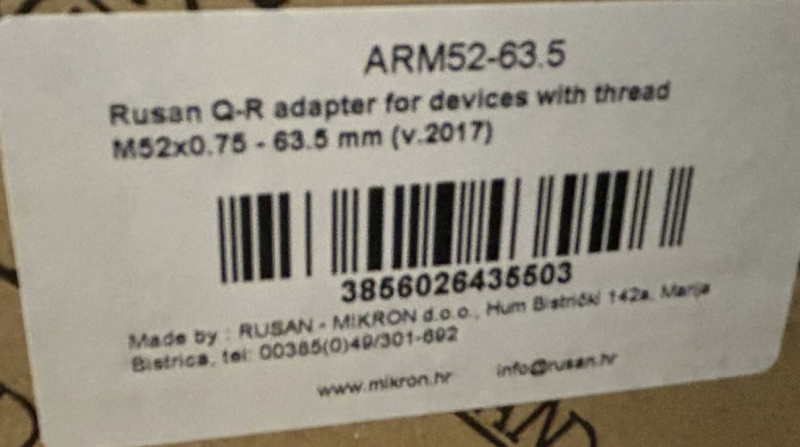 ARM52-63.5
Rusan Q-R adapter for devices with thread
M52x0.75 - 63.5 mm (v.2017)
3856026435503
Made by : RUSAN - MIKRON d.o.o., Hum Bistrički 142a, Marija
Bistrica, tel: 00385(0)49/301-692
www.mikron.hr info@rusan.hr